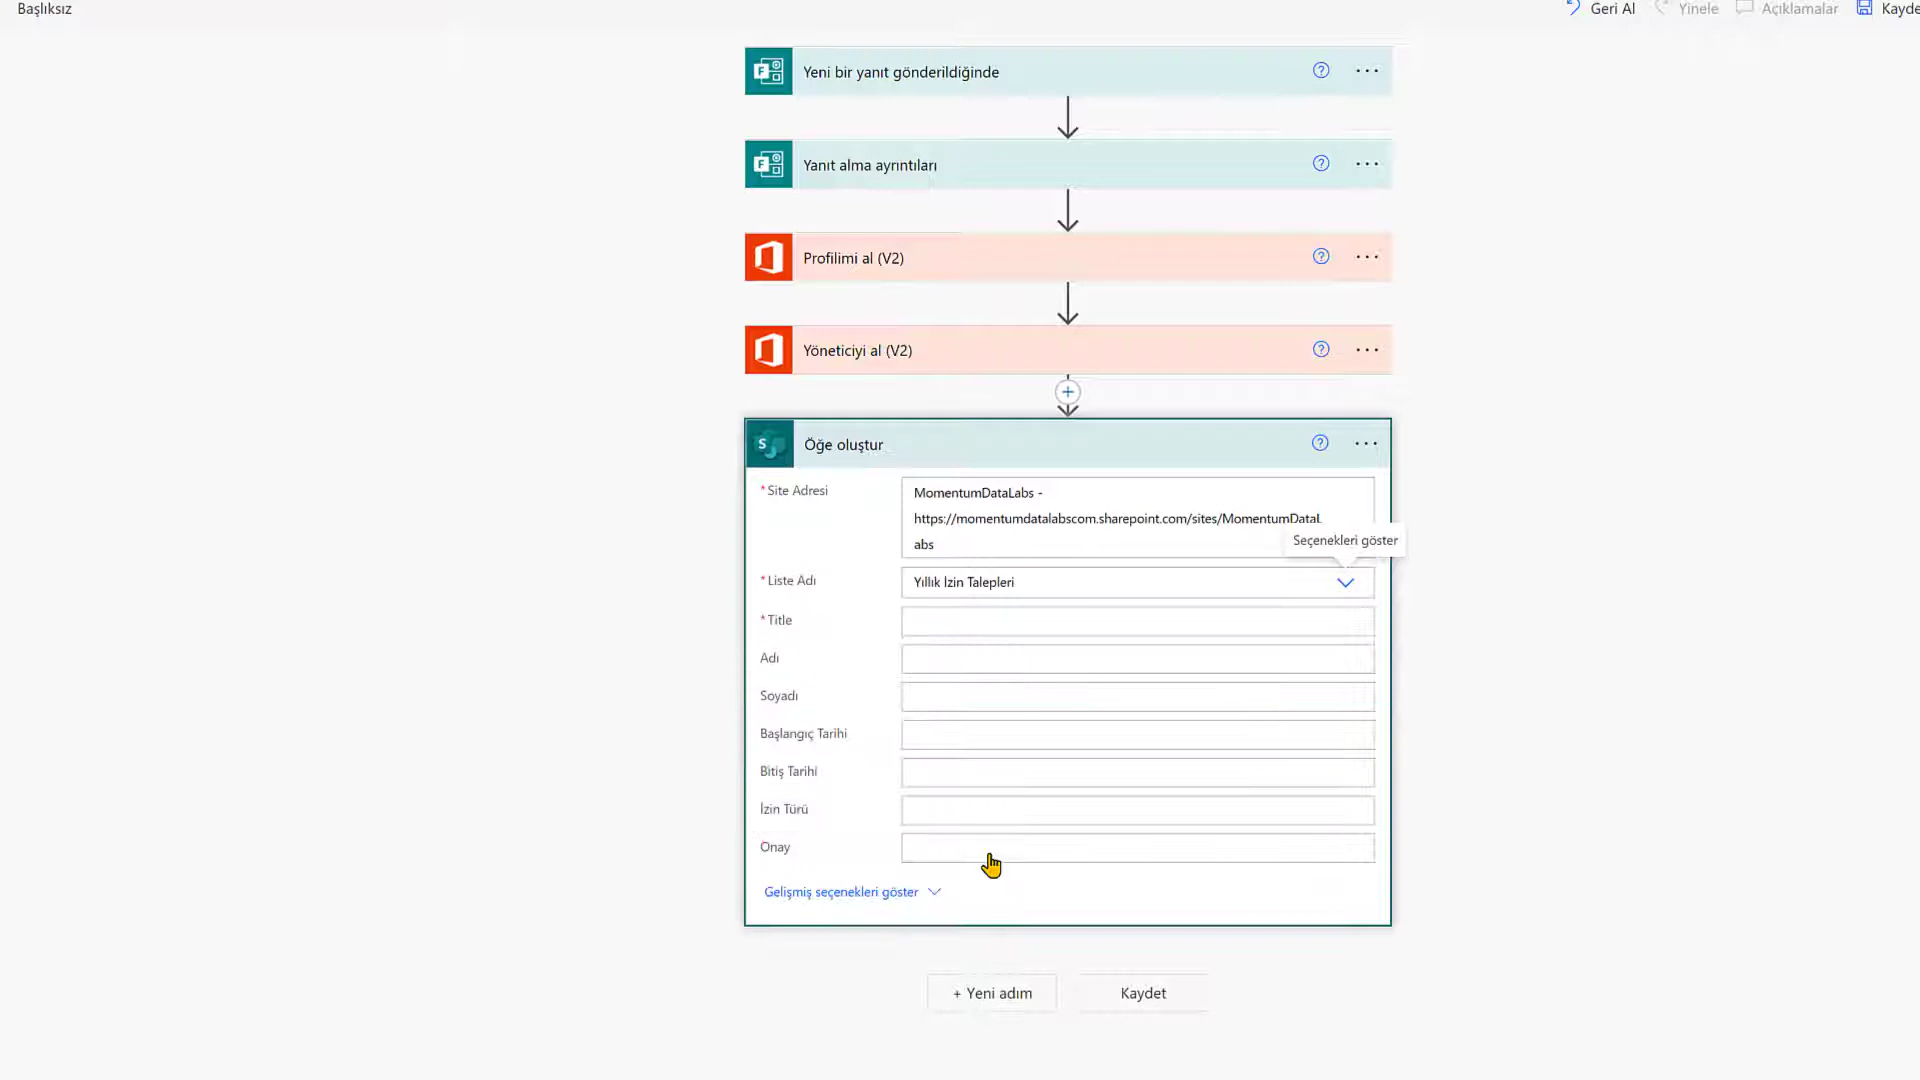 Başlıksız
Geri Al
Yinele
Açıklamalar
Kayde
Yeni bir yanıt gönderildiğinde
Yanıt alma ayrıntıları
Profilimi al (V2)
Yöneticiyi al (V2)
Öğe oluştur
* Site Adresi
MomentumDataLabs -
https://momentumdatalabscom.sharepoint.com/sites/MomentumDataL
abs
Seçenekleri göster
* Liste Adı
Yıllık İzin Talepleri
* Title
Adı
Soyadı
Başlangıç Tarihi
Bitiş Tarihi
İzin Türü
Onay
Gelişmiş seçenekleri göster
+ Yeni adım
Kaydet